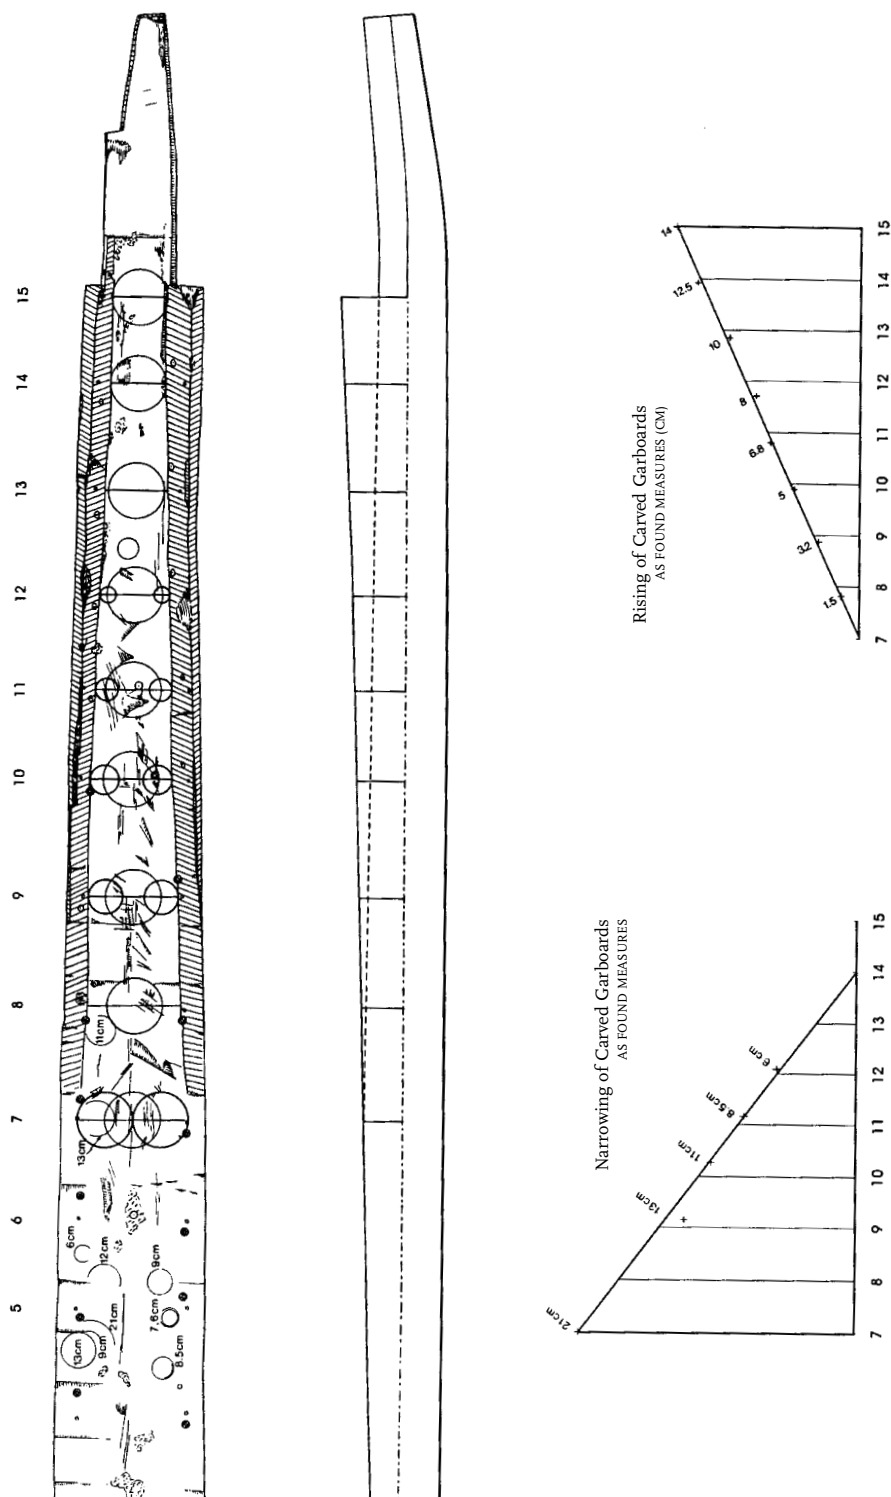 15
14
13
12
11
10
9
8
7
6
5
11cm
13cm
6cm
12cm
9cm
21cm
7.6cm
13cm
9cm
8.5cm
Rising of Carved Garboards
AS FOUND MEASURES (CM)
14
12.5
10
8
6.8
5
3.2
1.5
15
14
13
12
11
10
9
8
7
Narrowing of Carved Garboards
AS FOUND MEASURES
6cm
8.5cm
11cm
13cm
21cm
15
14
13
12
11
10
9
8
7